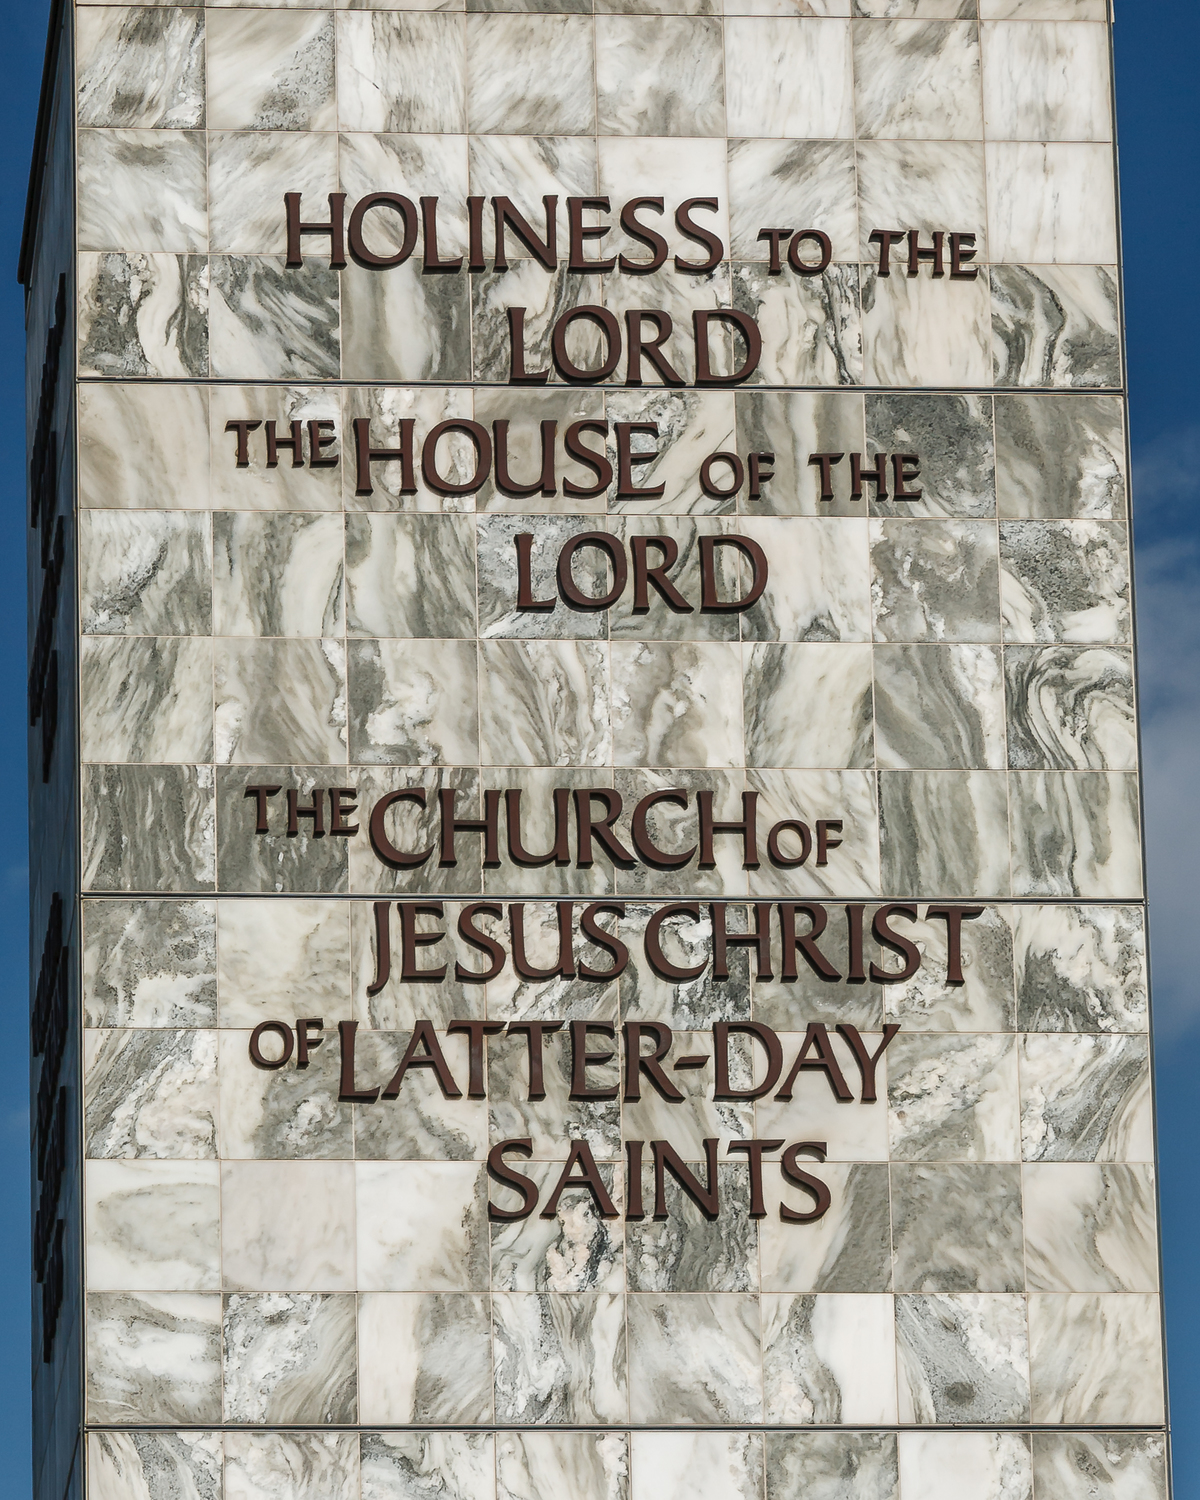 HOLINESS TO THE
LORD
THE HOUSE OF THE
LORD
THE CHURCH OF
JESUS CHRIST
OF LATTER-DAY
SAINTS